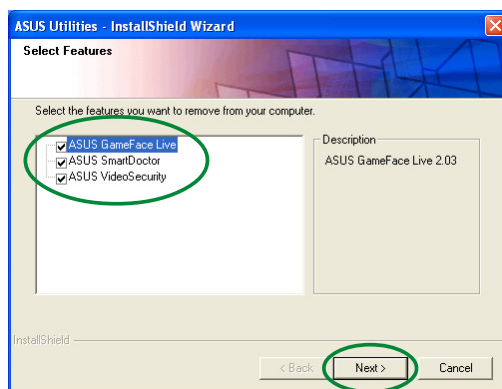 ASUS Utilities - InstallShield Wizard
Select Features
Select the features you want to remove from your computer.
ASUS GameFace Live
ASUS SmartDoctor
ASUS VideoSecurity
Description
ASUS GameFace Live 2.03
InstallShield
< Back
Next >
Cancel